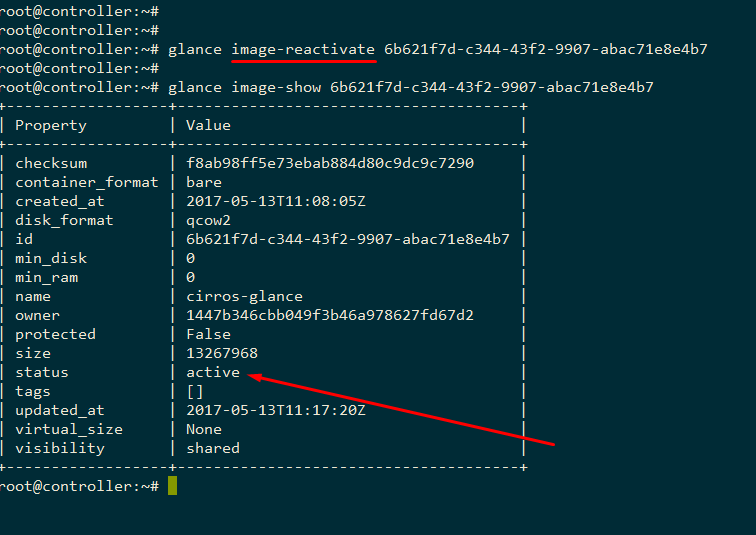 root@controller:~#
root@controller:~#
root@controller:~# glance image-reactivate 6b621f7d-c344-43f2-9907-abac71e8e4b7
root@controller:~#
root@controller:~# glance image-show 6b621f7d-c344-43f2-9907-abac71e8e4b7
+------------------+--------------------------------------+
| Property         | Value                                |
+------------------+--------------------------------------+
| checksum         | f8ab98ff5e73ebab884d80c9dc9c7290     |
| container_format | bare                                 |
| created_at       | 2017-05-13T11:08:05Z                 |
| disk_format      | qcow2                                |
| id               | 6b621f7d-c344-43f2-9907-abac71e8e4b7 |
| min_disk         | 0                                    |
| min_ram          | 0                                    |
| name             | cirros-glance                        |
| owner            | 1447b346cbb049f3b46a978627fd67d2     |
| protected        | False                                |
| size             | 13267968                             |
| status           | active                               |
| tags             | []                                   |
| updated_at       | 2017-05-13T11:17:20Z                 |
| virtual_size     | None                                 |
| visibility       | shared                               |
+------------------+--------------------------------------+
root@controller:~#